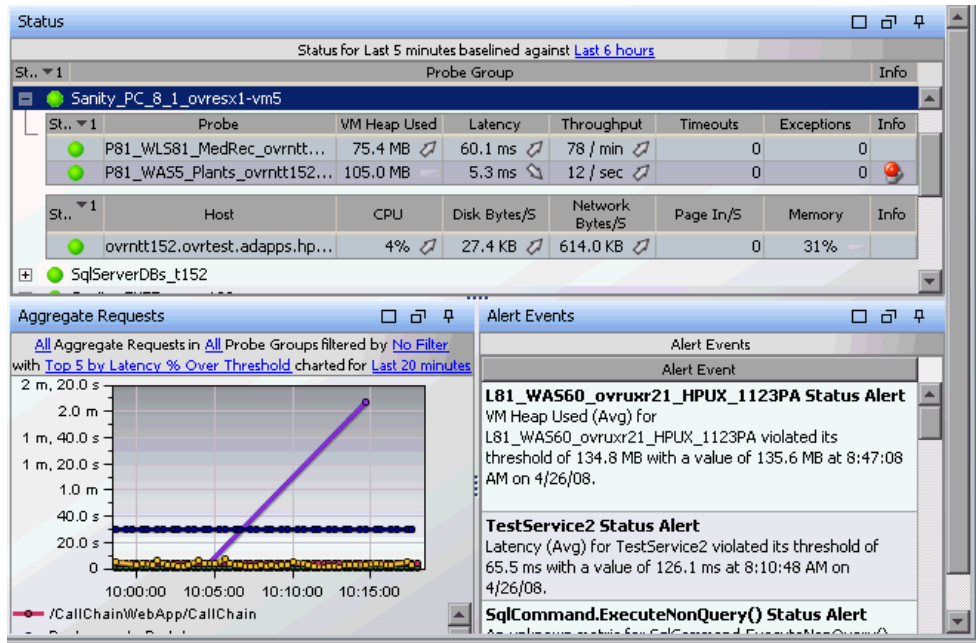 Status
Status for Last 5 minutes baselined against Last 6 hours
St.. 1 Probe Group Info
Sanity_PC_8_1_ovresx1-vm5
St.. 1 Probe VM Heap Used Latency Throughput Timeouts Exceptions Info
P81_WLS81_MedRec_ovrntt... 75.4 MB 60.1 ms 78 / min 0 0
P81_WAS5_Plants_ovrntt152... 105.0 MB 5.3 ms 12 / sec 0 0
St.. 1 Host CPU Disk Bytes/S Network Bytes/S Page In/S Memory Info
ovrntt152.ovrtest.adapps.hp... 4% 27.4 KB 614.0 KB 0 31%
SqlServerDBs_t152
Aggregate Requests
All Aggregate Requests in All Probe Groups filtered by No Filter
with Top 5 by Latency % Over Threshold charted for Last 20 minutes
2 m, 20.0 s
2.0 m
1 m, 40.0 s
1 m, 20.0 s
1.0 m
40.0 s
20.0 s
0
10:00:00 10:05:00 10:10:00 10:15:00
/CallChainWebApp/CallChain
Alert Events
Alert Events
Alert Event
L81_WAS60_ovruxr21_HPUX_1123PA Status Alert
VM Heap Used (Avg) for
L81_WAS60_ovruxr21_HPUX_1123PA violated its
threshold of 134.8 MB with a value of 135.6 MB at 8:47:08
AM on 4/26/08.
TestService2 Status Alert
Latency (Avg) for TestService2 violated its threshold of
65.5 ms with a value of 126.1 ms at 8:10:48 AM on
4/26/08.
SqlCommand.ExecuteNonQuery() Status Alert